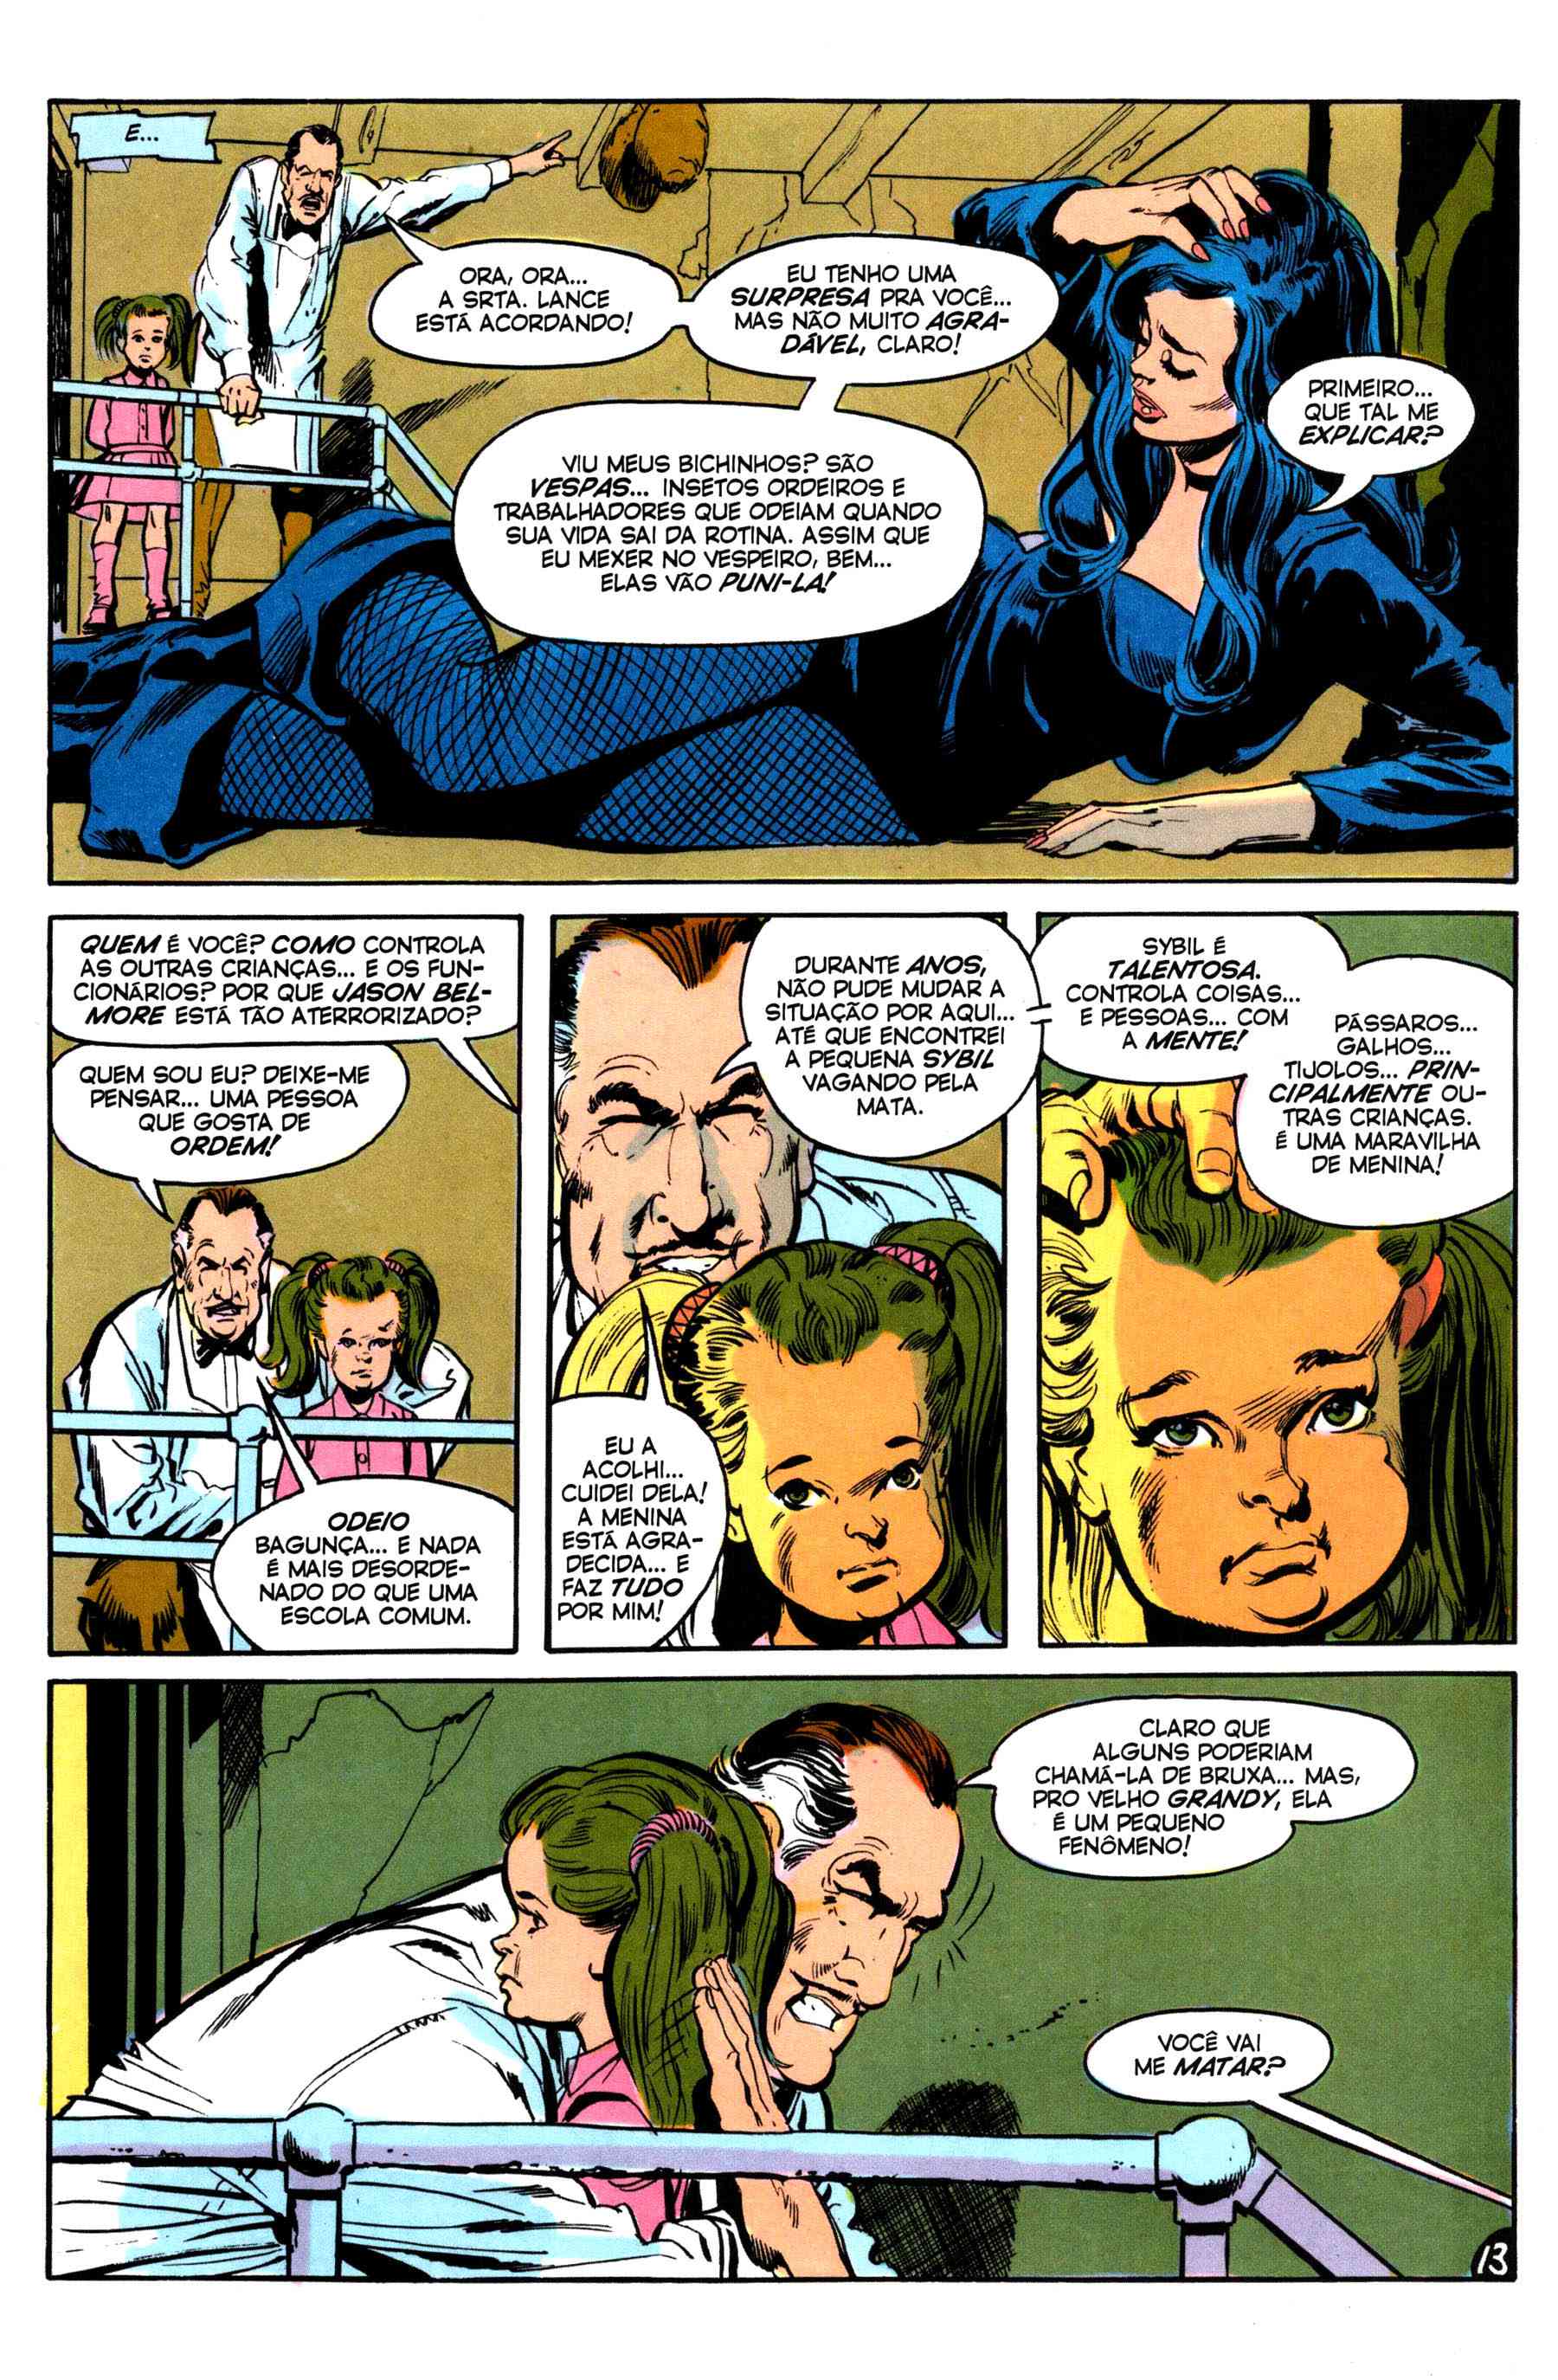 E...
ORA, ORA...
A SRTA. LANCE
ESTÁ ACORDANDO!
EU TENHO UMA
SURPRESA PRA VOCÊ...
MAS NÃO MUITO AGRA-
DÁVEL, CLARO!
VIU MEUS BICHINHOS? SÃO
VESPAS... INSETOS ORDEIROS E
TRABALHADORES QUE ODEIAM QUANDO
SUA VIDA SAI DA ROTINA. ASSIM QUE
EU MEXER NO VESPEIRO, BEM...
ELAS VÃO PUNI-LA!
PRIMEIRO...
QUE TAL ME
EXPLICAR?
QUEM É VOCÊ? COMO CONTROLA
AS OUTRAS CRIANÇAS... E OS FUN-
CIONÁRIOS? POR QUE JASON BEL-
MORE ESTÁ TÃO ATERRORIZADO?
QUEM SOU EU? DEIXE-ME
PENSAR... UMA PESSOA
QUE GOSTA DE
ORDEM!
ODEIO
BAGUNÇA... E NADA
É MAIS DESORDE-
NADO DO QUE UMA
ESCOLA COMUM.
DURANTE ANOS,
NÃO PUDE MUDAR A
SITUAÇÃO POR AQUI...
ATÉ QUE ENCONTREI
A PEQUENA SYBIL
VAGANDO PELA
MATA.
EU A
ACOLHI...
CUIDEI DELA!
A MENINA
ESTÁ AGRA-
DECIDA... E
FAZ TUDO
POR MIM!
SYBIL É
TALENTOSA.
CONTROLA COISAS...
E PESSOAS... COM
A MENTE!
PÁSSAROS...
GALHOS...
TIJOLOS... PRIN-
CIPALMENTE OU-
TRAS CRIANÇAS.
É UMA MARAVILHA
DE MENINA!
CLARO QUE
ALGUNS PODERIAM
CHAMÁ-LA DE BRUXA... MAS,
PRO VELHO GRANDY, ELA
É UM PEQUENO
FENÔMENO!
VOCÊ VAI
ME MATAR?
13